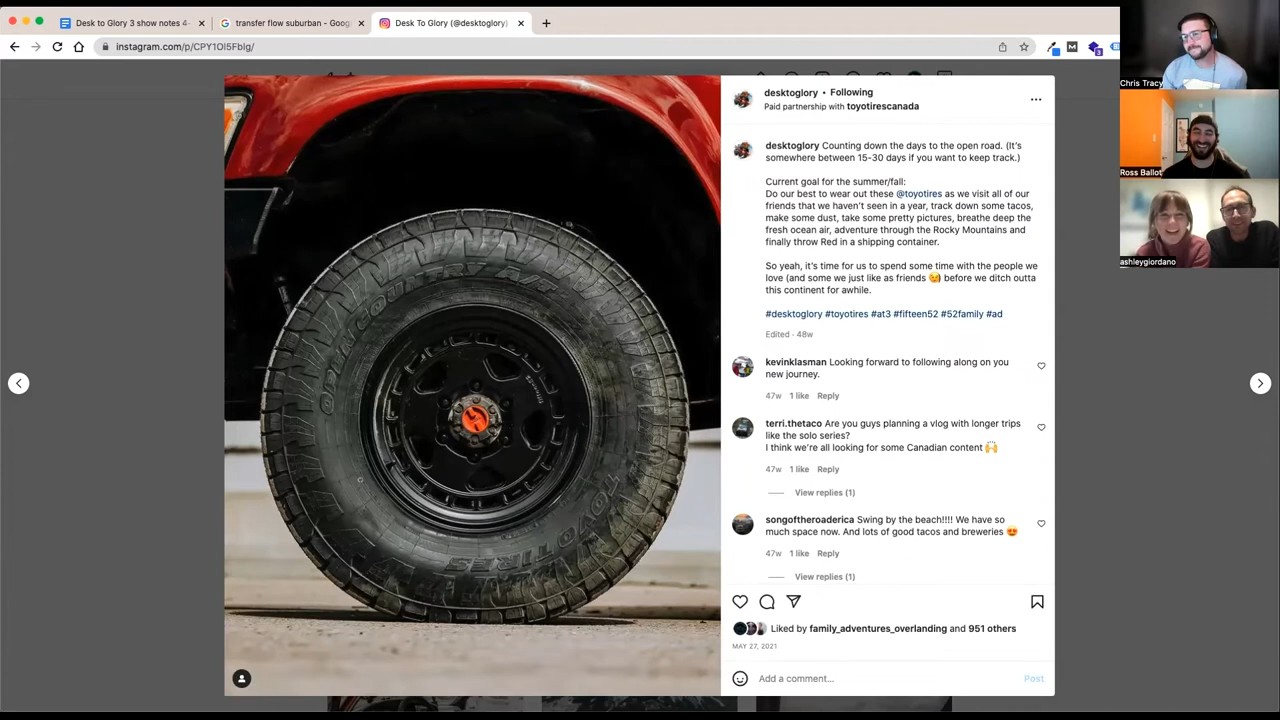 Desk to Glory 3 show notes 4-
transfer flow suburban - Goog
Desk To Glory (@desktoglory)
instagram.com/p/CPY1OI5FbIg/
Chris Tracy
Ross Ballot
ashleygiordano
desktoglory • Following
Paid partnership with toyotirescanada
desktoglory Counting down the days to the open road. (It's
somewhere between 15-30 days if you want to keep track.)
Current goal for the summer/fall:
Do our best to wear out these @toyotires as we visit all of our
friends that we haven't seen in a year, track down some tacos,
make some dust, take some pretty pictures, breathe deep the
fresh ocean air, adventure through the Rocky Mountains and
finally throw Red in a shipping container.
So yeah, it's time for us to spend some time with the people we
love (and some we just like as friends 😉) before we ditch outta
this continent for awhile.
#desktoglory #toyotires #at3 #fifteen52 #52family #ad
Edited · 48w
kevinklasman Looking forward to following along on you
new journey.
47w 1 like Reply
terri.thetaco Are you guys planning a vlog with longer trips
like the solo series?
I think we're all looking for some Canadian content 🙌
47w 1 like Reply
View replies (1)
songoftheroaderica Swing by the beach!!!! We have so
much space now. And lots of good tacos and breweries 😍
47w 1 like Reply
View replies (1)
Liked by family_adventures_overlanding and 951 others
MAY 27, 2021
Add a comment...
Post
TOYO TIRES